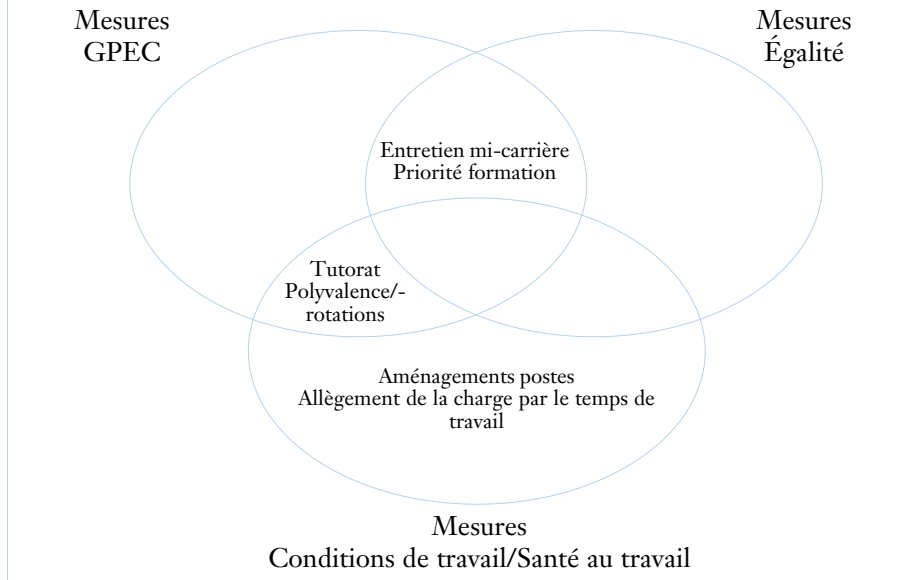 Mesures
GPEC
Mesures
Égalité
Entretien mi-carrière
Priorité formation
Tutorat
Polyvalence/-
rotations
Aménagements postes
Allègement de la charge par le temps de
travail
Mesures
Conditions de travail/Santé au travail